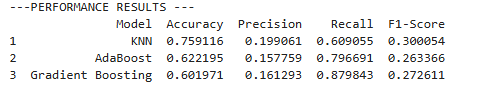 ---PERFORMANCE RESULTS ---
Model Accuracy Precision Recall F1-Score
1 KNN 0.759116 0.199061 0.609055 0.300054
2 AdaBoost 0.622195 0.157759 0.796691 0.263366
3 Gradient Boosting 0.601971 0.161293 0.879843 0.272611